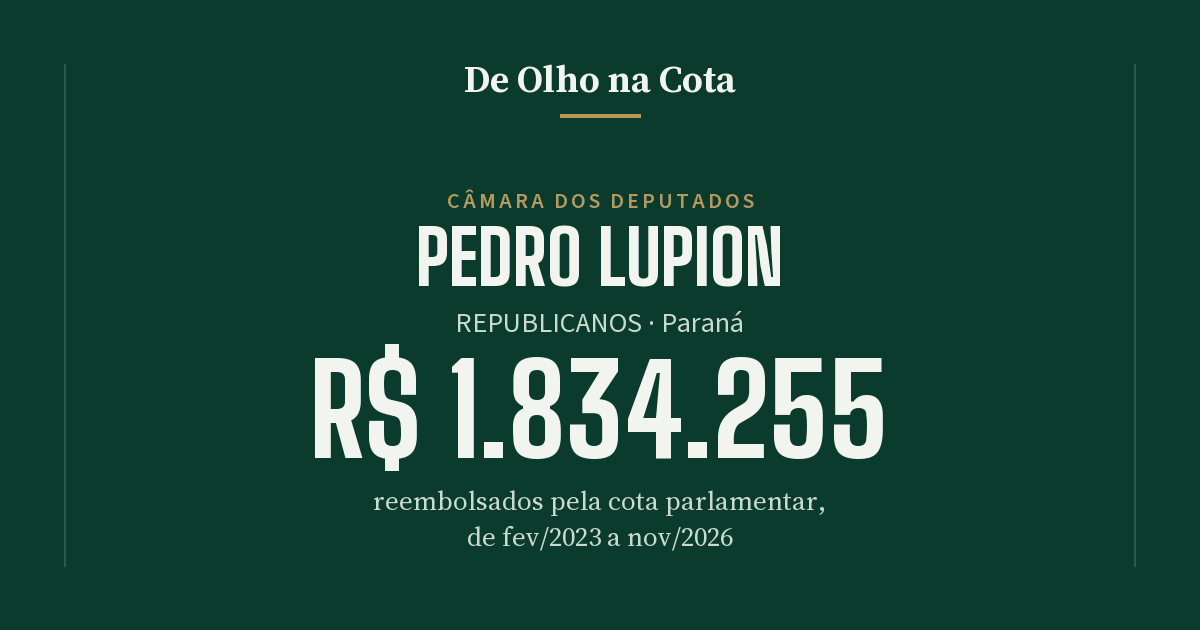 De Olho na Cota
CÂMARA DOS DEPUTADOS
PEDRO LUPION
REPUBLICANOS · Paraná
R$ 1.834.255
reembolsados pela cota parlamentar,
de fev/2023 a nov/2026